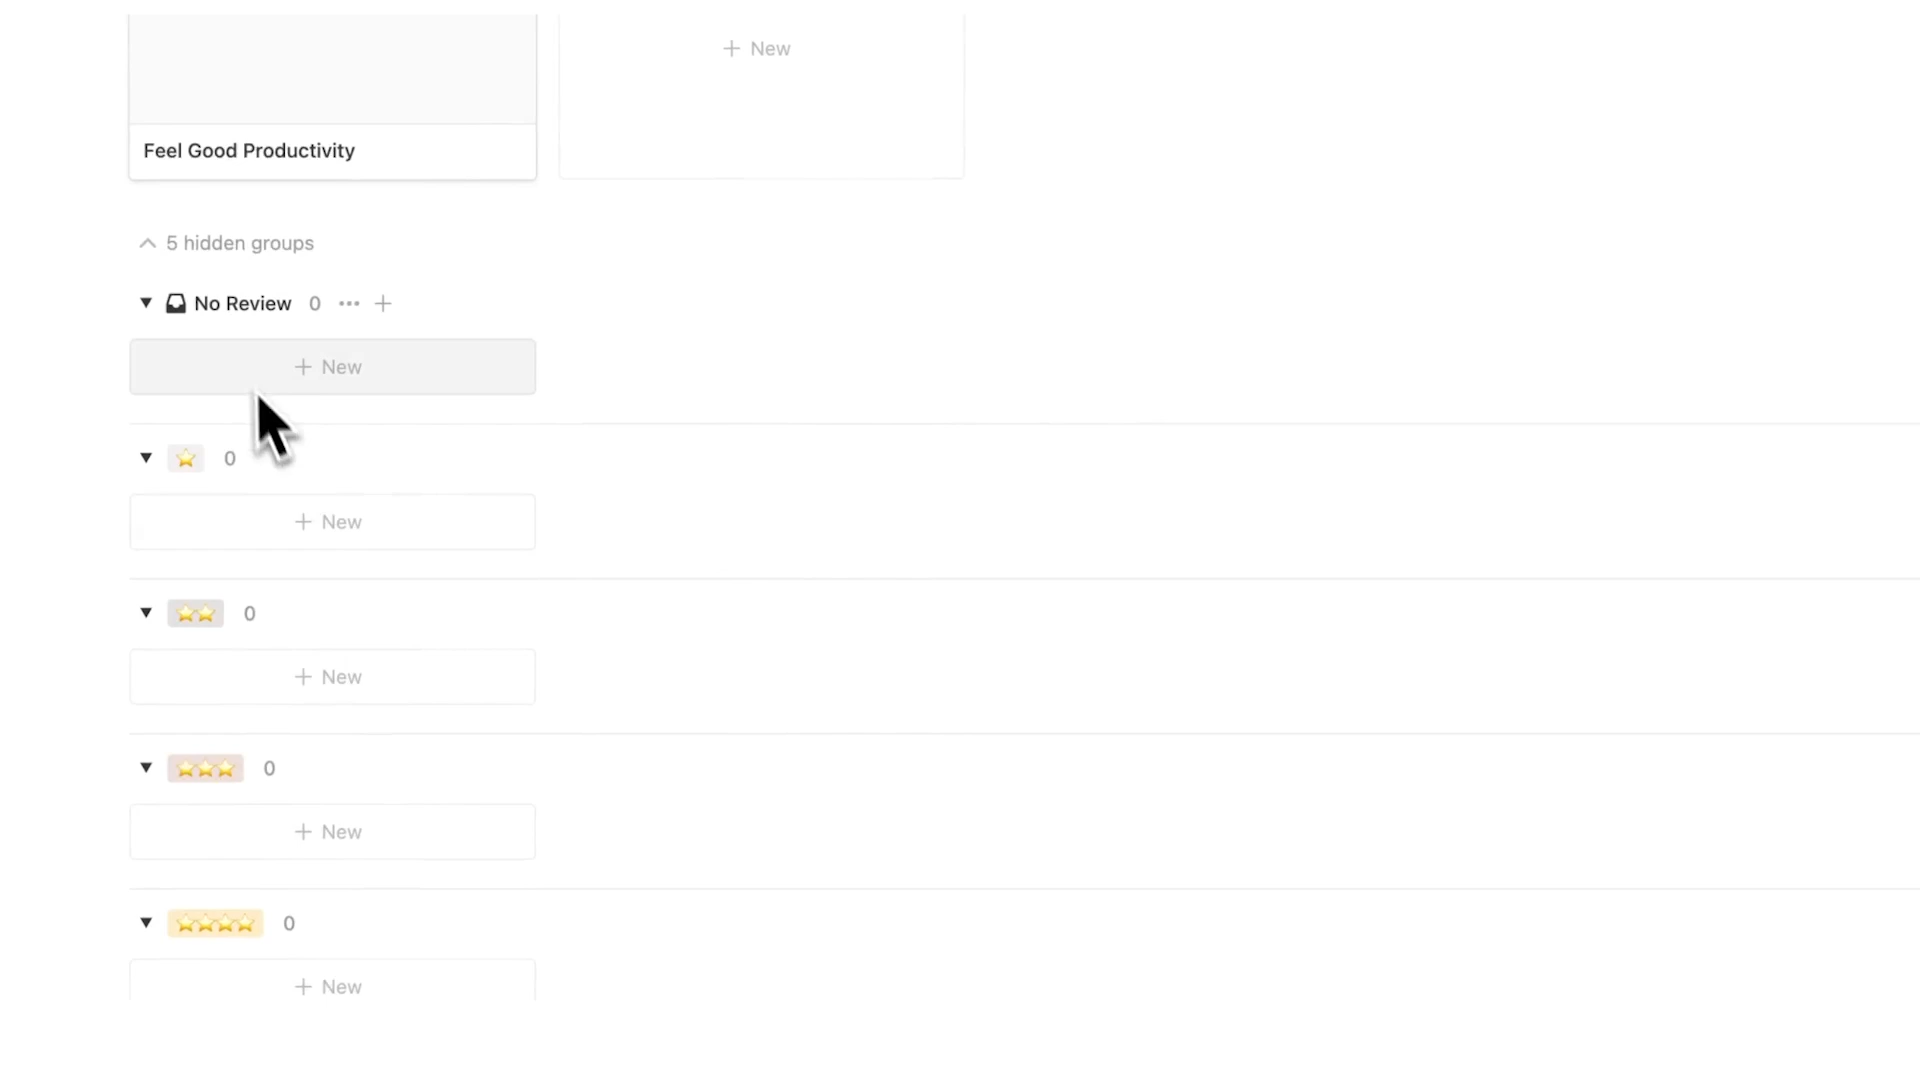 + New
Feel Good Productivity
5 hidden groups
No Review 0 ••• +
+ New
⭐ 0
+ New
⭐⭐ 0
+ New
⭐⭐⭐ 0
+ New
⭐⭐⭐⭐ 0
+ New